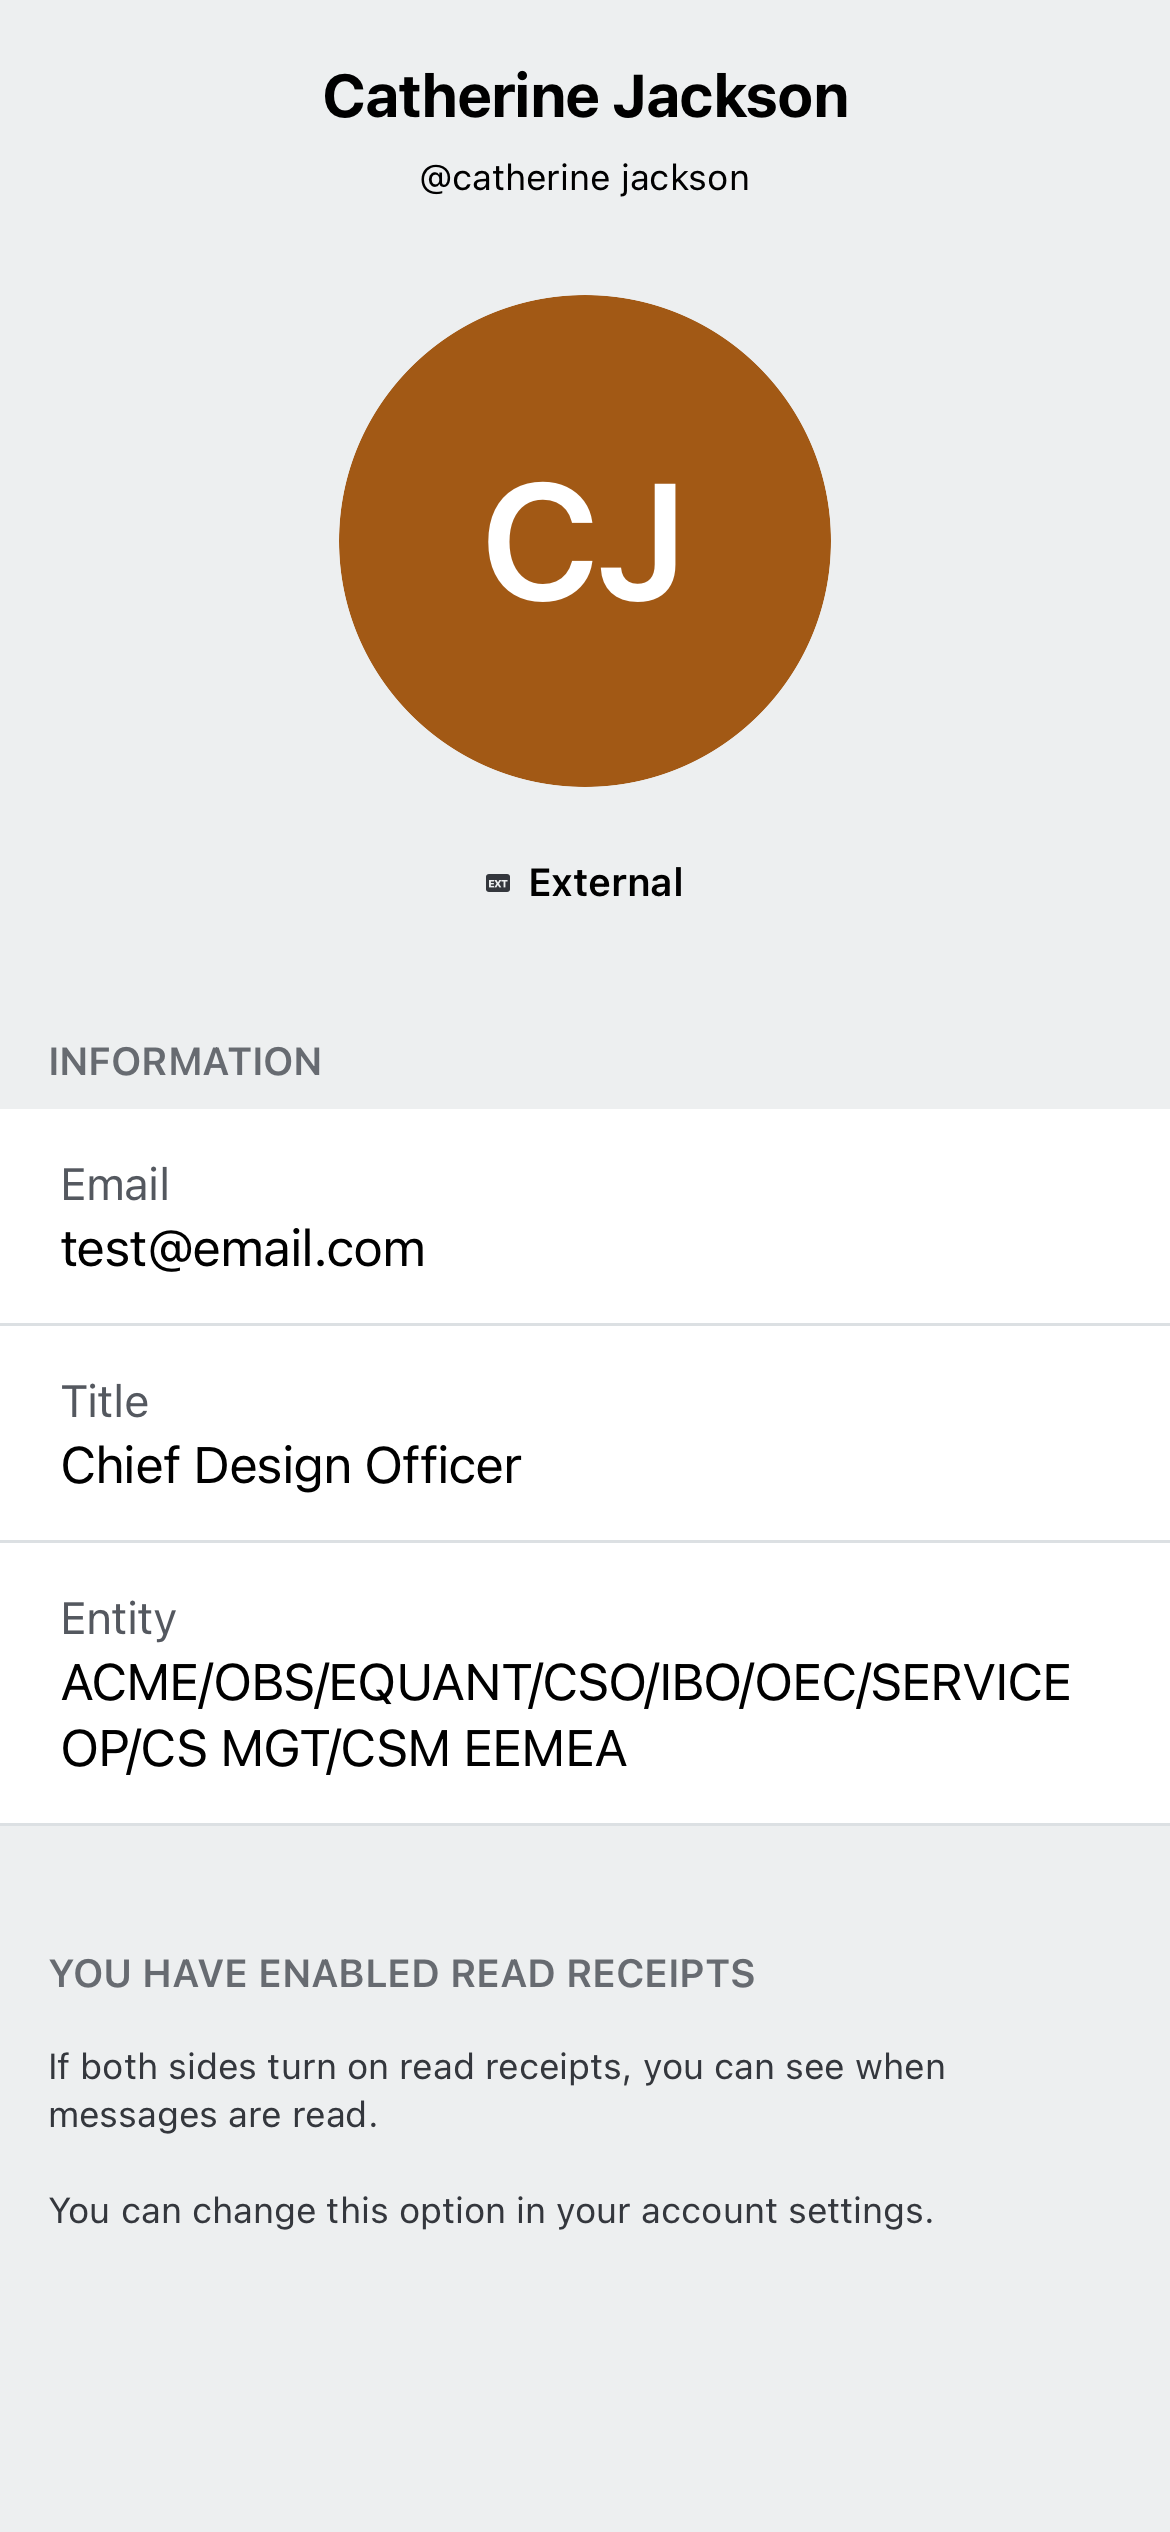 Catherine Jackson
@catherine jackson
CJ
EXT External
INFORMATION
Email
test@email.com
Title
Chief Design Officer
Entity
ACME/OBS/EQUANT/CSO/IBO/OEC/SERVICE
OP/CS MGT/CSM EEMEA
YOU HAVE ENABLED READ RECEIPTS
If both sides turn on read receipts, you can see when
messages are read.
You can change this option in your account settings.